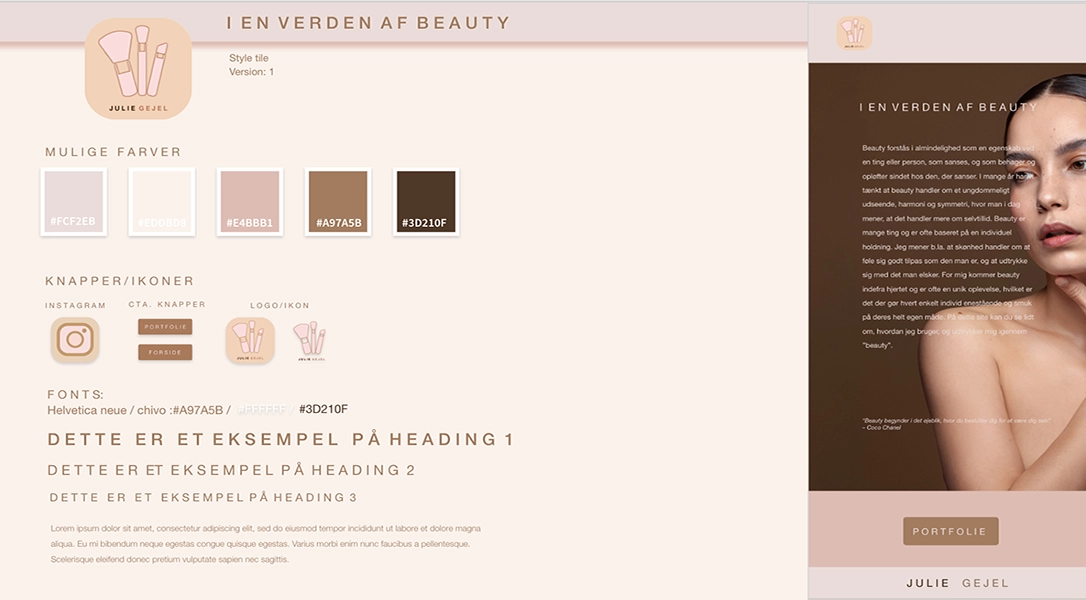 I EN VERDEN AF BEAUTY
Style tile
Version: 1
JULIE GEJEL
MULIGE FARVER
#FCF2EB
#EDDBD8
#E4BBB1
#A97A5B
#3D210F
KNAPPER/IKONER
INSTAGRAM
CTA. KNAPPER
LOGO/IKON
PORTFOLIE
FORSIDE
JULIE GEJEL
JULIE GEJEL
FONTS:
Helvetica neue / chivo :#A97A5B / #FFFFFF / #3D210F
DETTE ER ET EKSEMPEL PÅ HEADING 1
DETTE ER ET EKSEMPEL PÅ HEADING 2
DETTE ER ET EKSEMPEL PÅ HEADING 3
Lorem ipsum dolor sit amet, consectetur adipiscing elit, sed do eiusmod tempor incididunt ut labore et dolore magna
aliqua. Eu mi bibendum neque egestas congue quisque egestas. Varius morbi enim nunc faucibus a pellentesque.
Scelerisque eleifend donec pretium vulputate sapien nec sagittis.
JULIE GEJEL
I EN VERDEN AF BEAUTY
Beauty forstås i almindelighed som en egenskab ved
en ting eller person, som sanses, og som behager og
opløfter sindet hos den, der sanser. I mange år har jeg
tænkt at beauty handler om et ungdommeligt
udseende, harmoni og symmetri, hvor man i dag
mener, at det handler mere om selvtillid. Beauty er
mange ting og er ofte baseret på en individuel
holdning. Jeg mener b.la. at skønhed handler om at
føle sig godt tilpas som den man er, og at udtrykke
sig med det man elsker. For mig kommer beauty
indefra hjertet og er ofte en unik oplevelse, hvilket er
det der gør hvert enkelt individ enestående og smuk
på deres helt egen måde. På dette site kan du se lidt
om, hvordan jeg bruger, og udtrykker mig igennem
"beauty".
"Beauty begynder i det øjeblik, hvor du beslutter dig for at være dig selv"
– Coco Chanel
PORTFOLIE
JULIE GEJEL